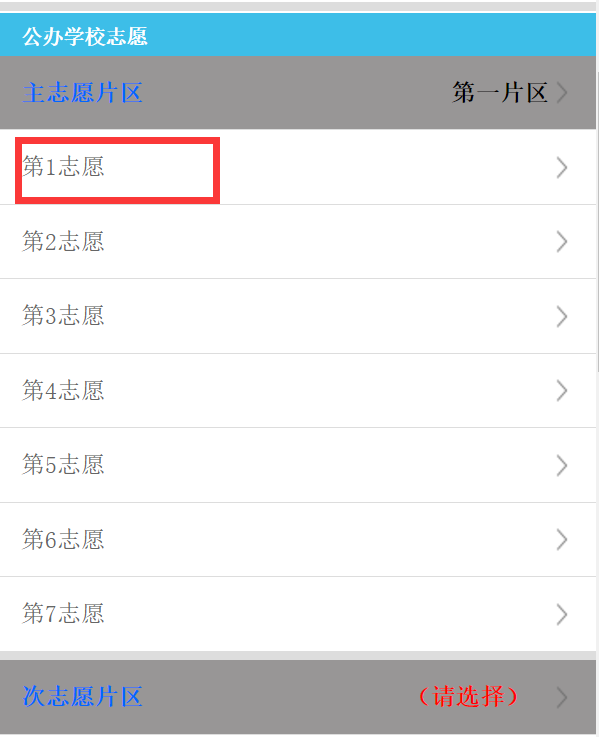 公办学校志愿
主志愿片区 第一片区
第1志愿
第2志愿
第3志愿
第4志愿
第5志愿
第6志愿
第7志愿
次志愿片区 （请选择）